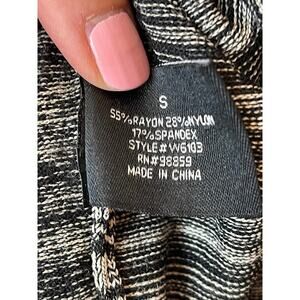 S
55%RAYON 28%NYLON
17%SPANDEX
STYLE#W6103
RN#98859
MADE IN CHINA